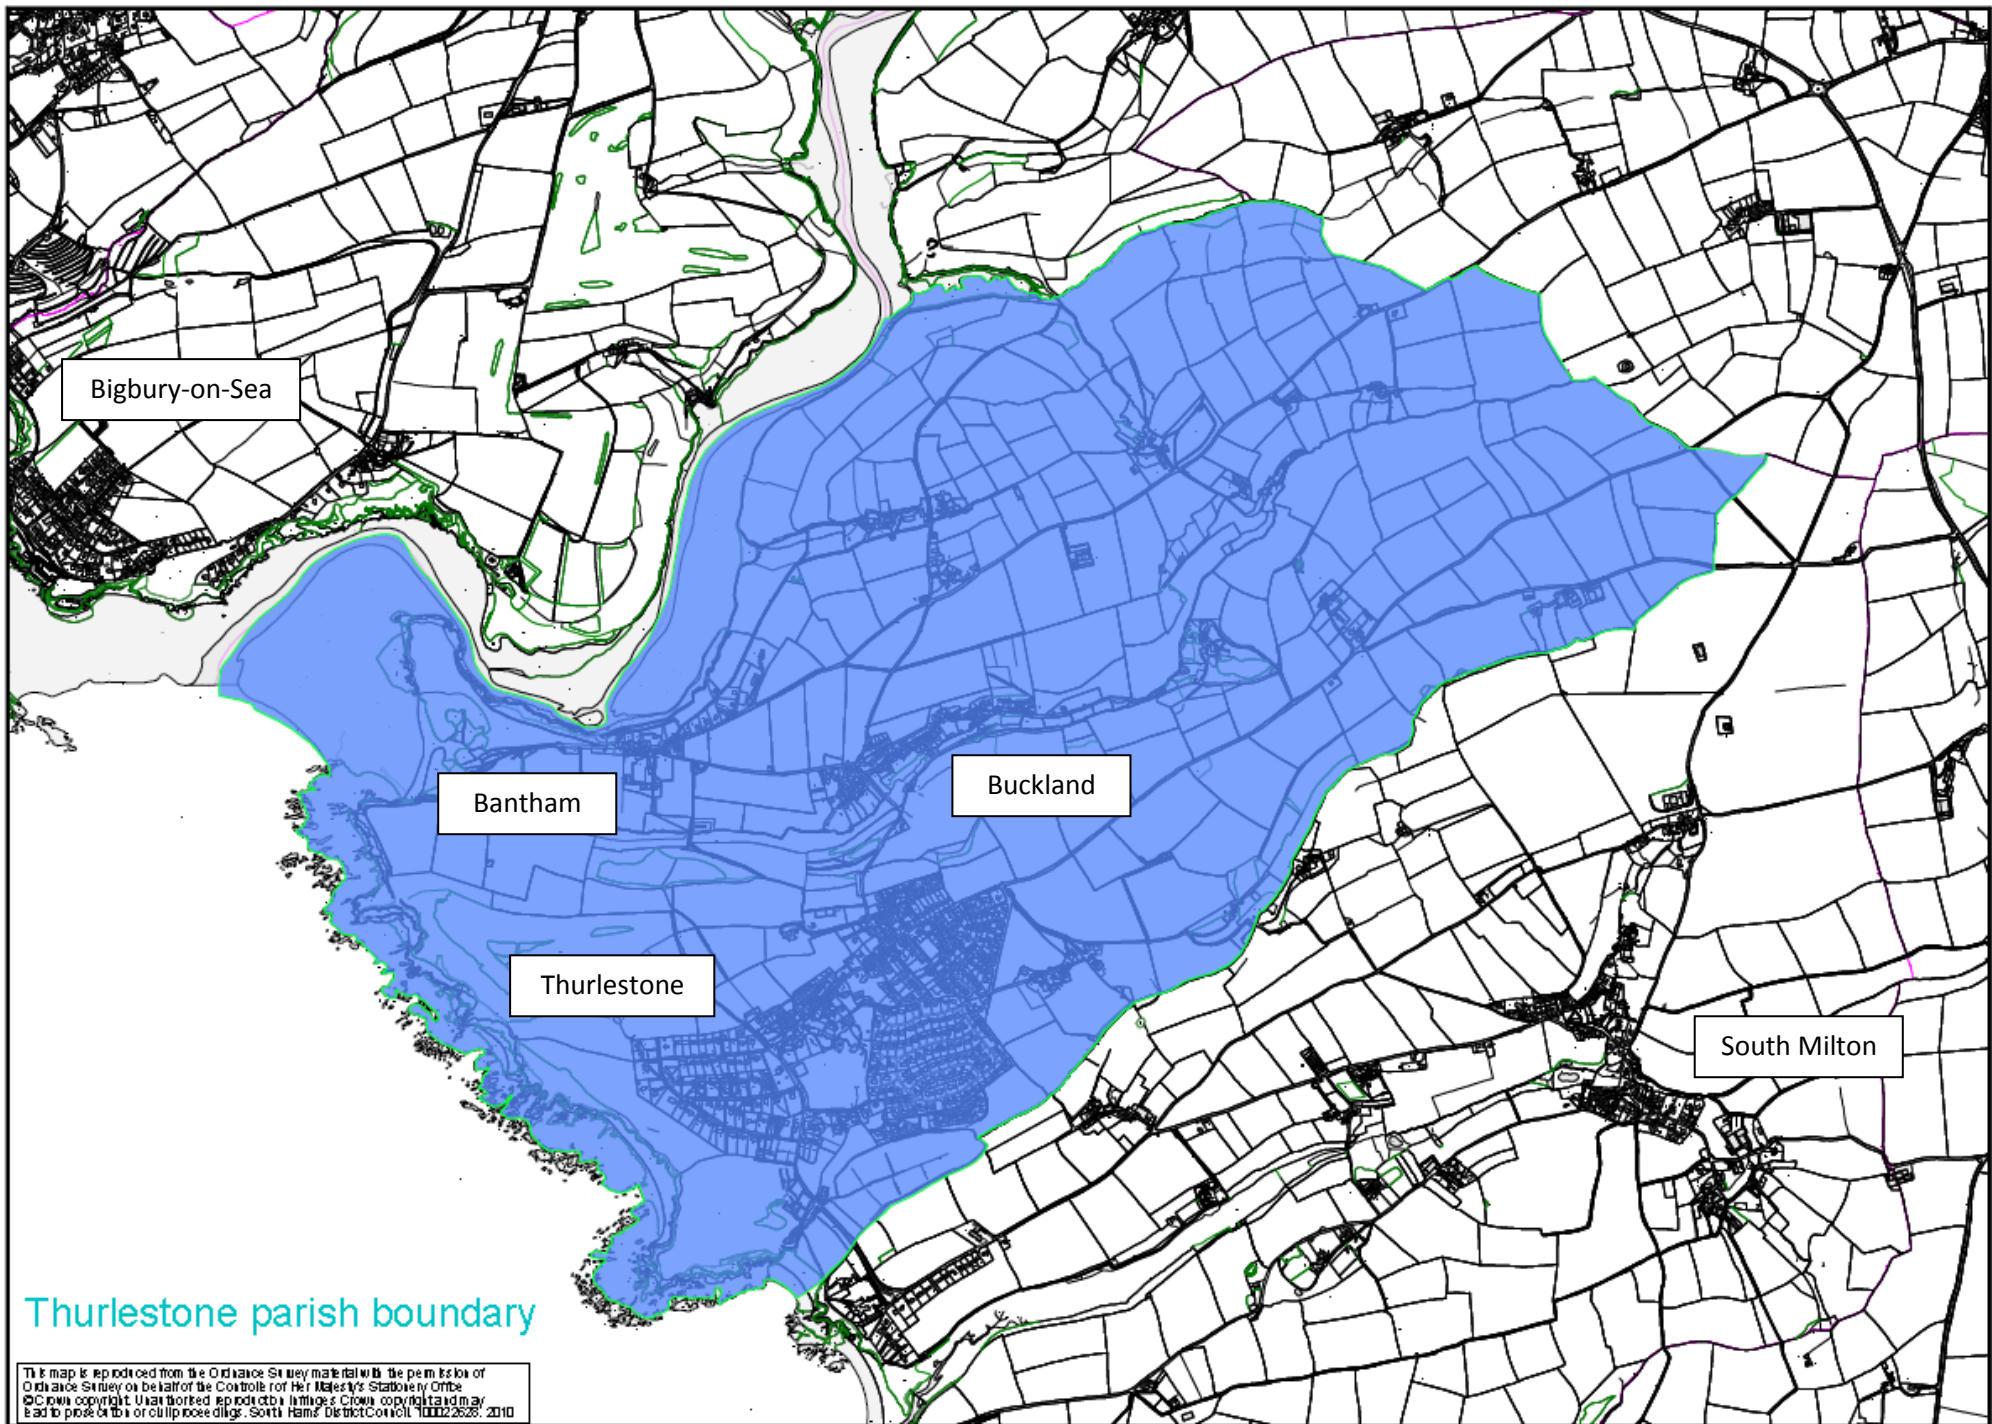 Bigbury-on-Sea
Bantham
Buckland
Thurlestone
South Milton
Thurlestone parish boundary
This map is reproduced from the Ordnance Survey material with the permission of
Ordnance Survey on behalf of the Controller of Her Majesty's Stationery Office
© Crown copyright. Unauthorised reproduction infringes Crown copyright and may
lead to prosecution or civil proceedings. South Hams District Council. 100022628. 2010